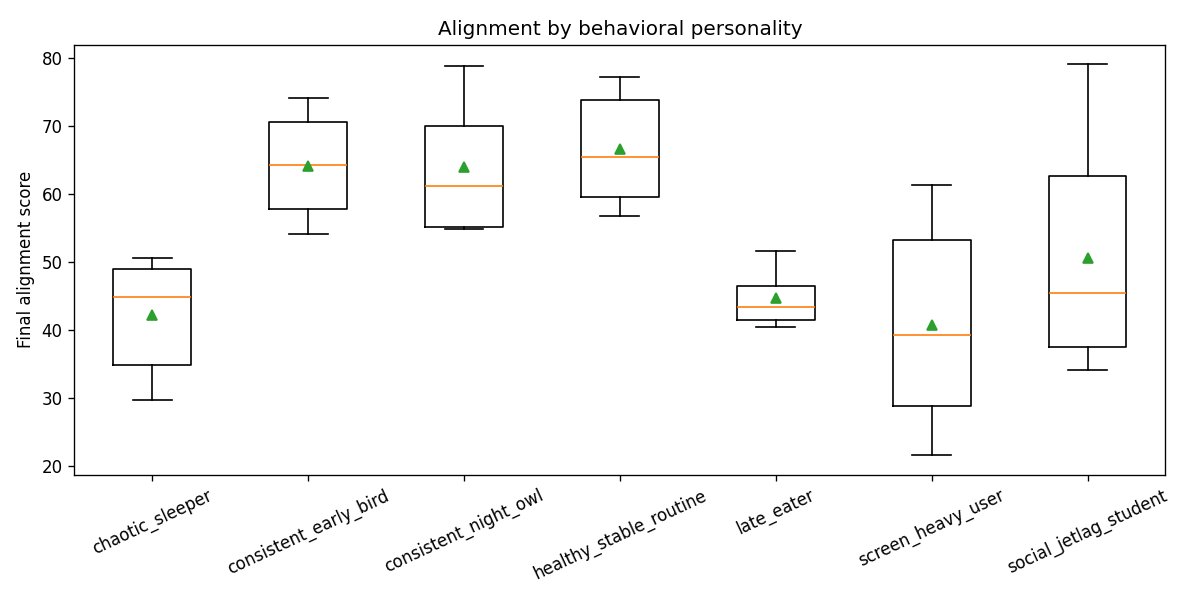 Alignment by behavioral personality
Final alignment score
80
70
60
50
40
30
20
chaotic_sleeper
consistent_early_bird
consistent_night_owl
healthy_stable_routine
late_eater
screen_heavy_user
social_jetlag_student